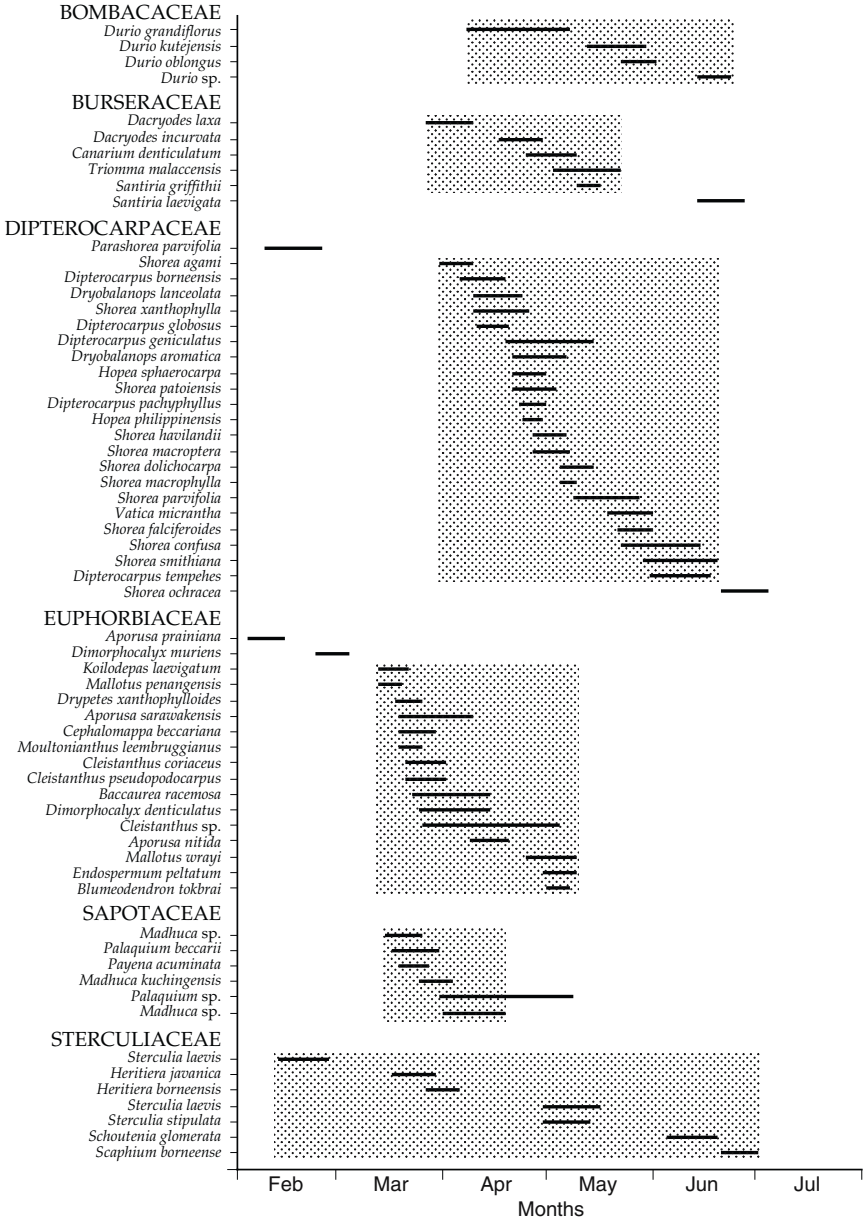 BOMBACACEAE
Durio grandiflorus
Durio kutejensis
Durio oblongus
Durio sp.
BURSERACEAE
Dacryodes laxa
Dacryodes incurvata
Canarium denticulatum
Triomma malaccensis
Santiria griffithii
Santiria laevigata
DIPTEROCARPACEAE
Parashorea parvifolia
Shorea agami
Dipterocarpus borneensis
Dryobalanops lanceolata
Shorea xanthophylla
Dipterocarpus globosus
Dipterocarpus geniculatus
Dryobalanops aromatica
Hopea sphaerocarpa
Shorea patoiensis
Dipterocarpus pachyphyllus
Hopea philippinensis
Shorea havilandii
Shorea macroptera
Shorea dolichocarpa
Shorea macrophylla
Shorea parvifolia
Vatica micrantha
Shorea falciferoides
Shorea confusa
Shorea smithiana
Dipterocarpus tempehes
Shorea ochracea
EUPHORBIACEAE
Aporusa prainiana
Dimorphocalyx muriens
Koilodepas laevigatum
Mallotus penangensis
Drypetes xanthophylloides
Aporusa sarawakensis
Cephalomappa beccariana
Moultonianthus leembruggianus
Cleistanthus coriaceus
Cleistanthus pseudopodocarpus
Baccaurea racemosa
Dimorphocalyx denticulatus
Cleistanthus sp.
Aporusa nitida
Mallotus wrayi
Endospermum peltatum
Blumeodendron tokbrai
SAPOTACEAE
Madhuca sp.
Palaquium beccarii
Payena acuminata
Madhuca kuchingensis
Palaquium sp.
Madhuca sp.
STERCULIACEAE
Sterculia laevis
Heritiera javanica
Heritiera borneensis
Sterculia laevis
Sterculia stipulata
Schoutenia glomerata
Scaphium borneense
Feb Mar Apr May Jun Jul
Months